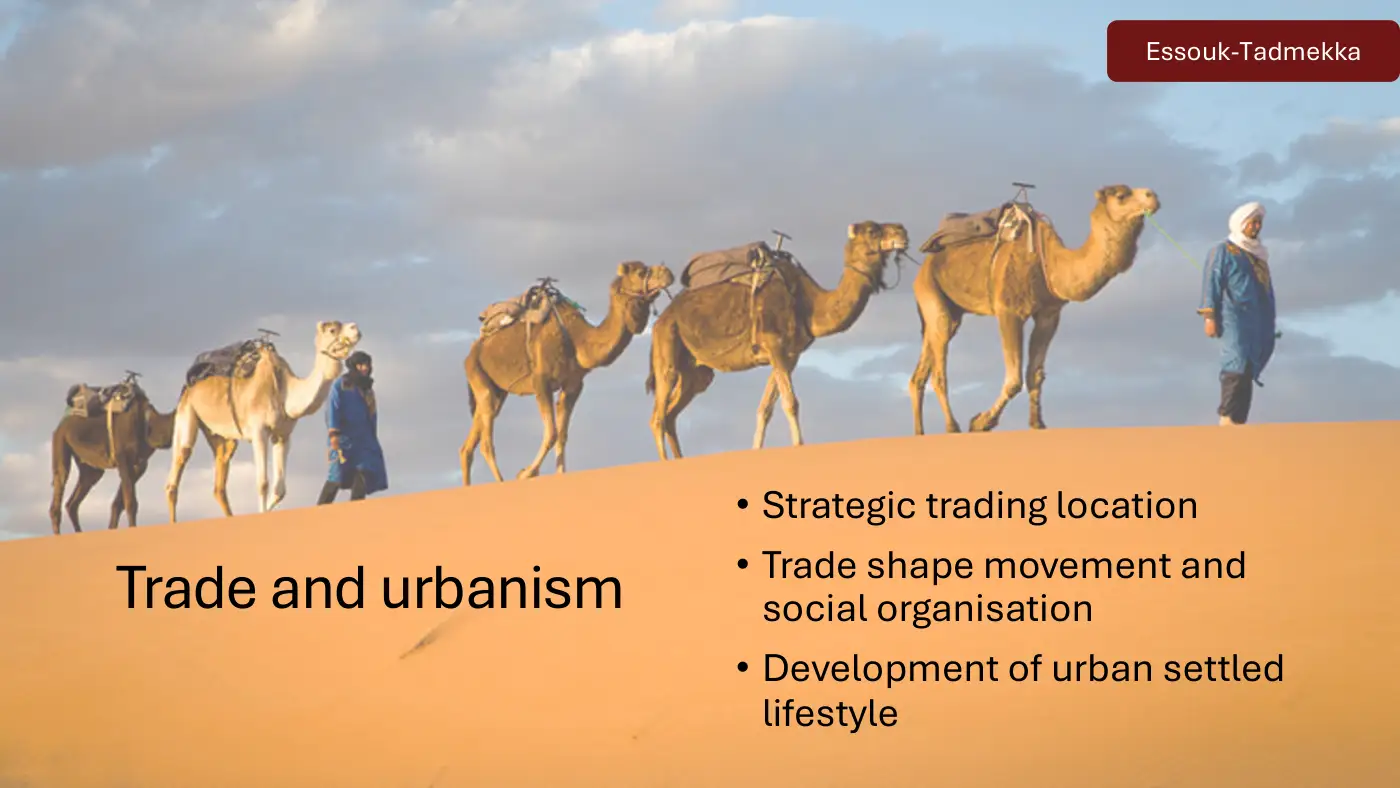 Essouk-Tadmekka
Trade and urbanism
• Strategic trading location
• Trade shape movement and
social organisation
• Development of urban settled
lifestyle